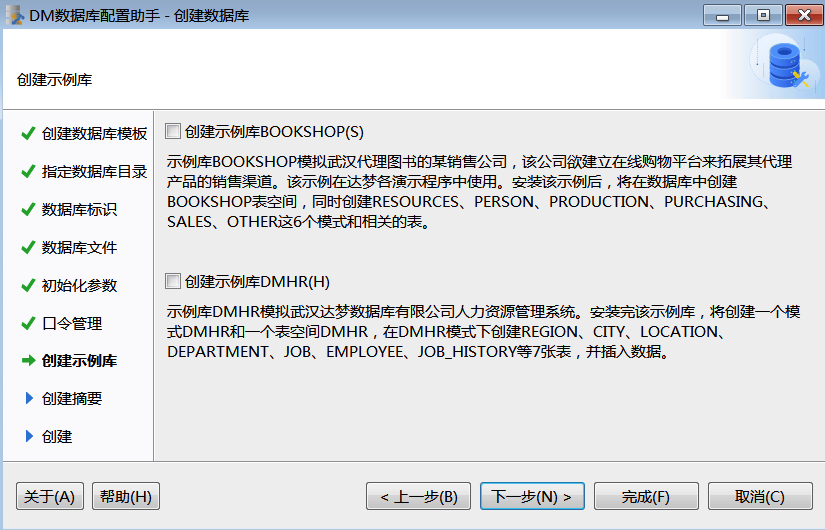 DM数据库配置助手 - 创建数据库
创建示例库
创建数据库模板
指定数据库目录
数据库标识
数据库文件
初始化参数
口令管理
创建示例库
创建摘要
创建
创建示例库BOOKSHOP(S)
示例库BOOKSHOP模拟武汉代理图书的某销售公司，该公司欲建立在线购物平台来拓展其代理
产品的销售渠道。该示例在达梦各演示程序中使用。安装该示例后，将在数据库中创建
BOOKSHOP表空间，同时创建RESOURCES、PERSON、PRODUCTION、PURCHASING、
SALES、OTHER这6个模式和相关的表。
创建示例库DMHR(H)
示例库DMHR模拟武汉达梦数据库有限公司人力资源管理系统。安装完该示例库，将创建一个模
式DMHR和一个表空间DMHR，在DMHR模式下创建REGION、CITY、LOCATION、
DEPARTMENT、JOB、EMPLOYEE、JOB_HISTORY等7张表，并插入数据。
关于(A) 帮助(H) < 上一步(B) 下一步(N) > 完成(F) 取消(C)